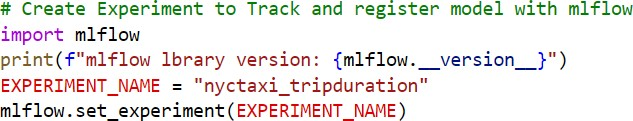 # Create Experiment to Track and register model with mlflow
import mlflow
print(f"mlflow lbrary version: {mlflow.__version__}")
EXPERIMENT_NAME = "nyctaxi_tripduration"
mlflow.set_experiment(EXPERIMENT_NAME)